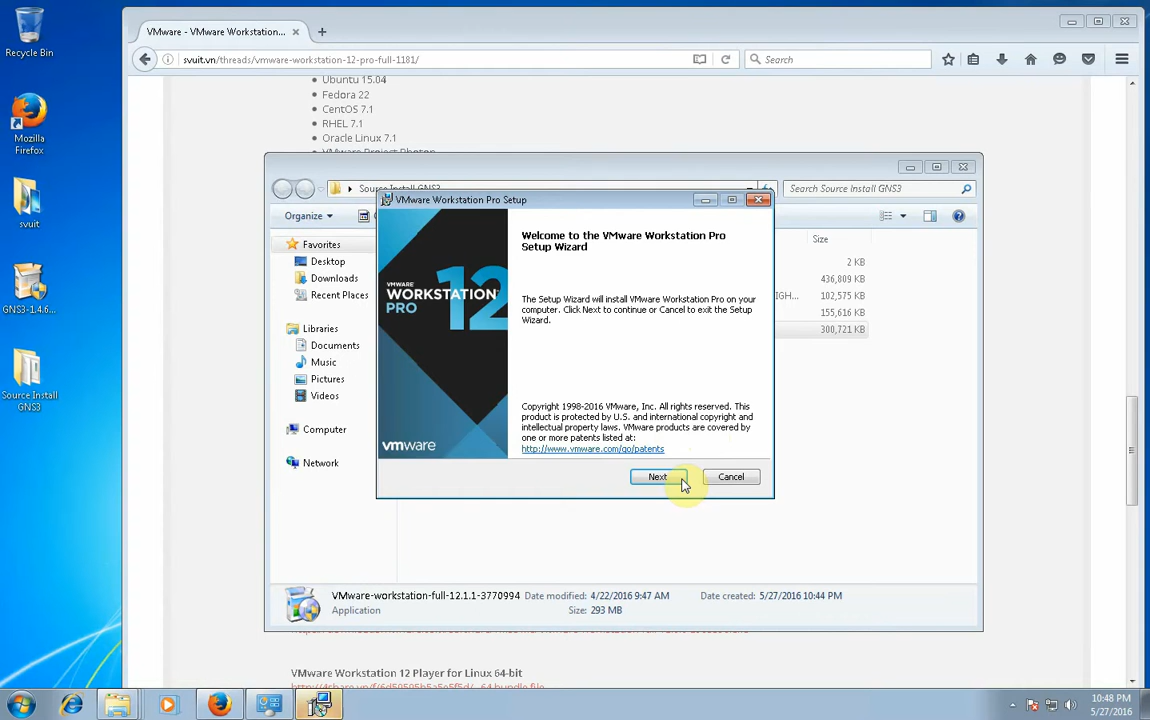 Recycle Bin
Mozilla
Firefox
svuit
GNS3-1.4.6...
Source Install
GNS3
VMware - VMware Workstation...
svuit.vn/threads/vmware-workstation-12-pro-full-1181/
Search
Ubuntu 15.04
Fedora 22
CentOS 7.1
RHEL 7.1
Oracle Linux 7.1
VMware Project Photon
Source Install GNS3
Search Source Install GNS3
Organize
Favorites
Desktop
Downloads
Recent Places
Libraries
Documents
Music
Pictures
Videos
Computer
Network
Size
2 KB
436,809 KB
IGH... 102,575 KB
155,616 KB
300,721 KB
VMware Workstation Pro Setup
VMWARE
WORKSTATION
PRO
12
vmware
Welcome to the VMware Workstation Pro
Setup Wizard
The Setup Wizard will install VMware Workstation Pro on your
computer. Click Next to continue or Cancel to exit the Setup
Wizard.
Copyright 1998-2016 VMware, Inc. All rights reserved. This
product is protected by U.S. and international copyright and
intellectual property laws. VMware products are covered by
one or more patents listed at:
http://www.vmware.com/go/patents
Next
Cancel
VMware-workstation-full-12.1.1-3770994 Date modified: 4/22/2016 9:47 AM Date created: 5/27/2016 10:44 PM
Application Size: 293 MB
VMware Workstation 12 Player for Linux 64-bit
10:48 PM
5/27/2016